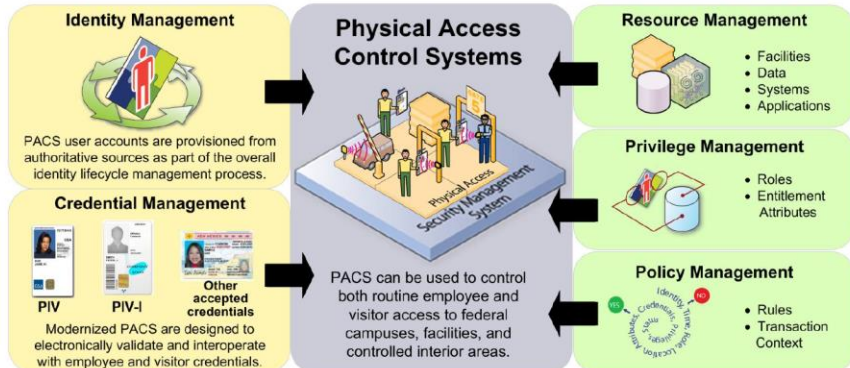 Identity Management
PACS user accounts are provisioned from
authoritative sources as part of the overall
identity lifecycle management process.
Credential Management
PIV
PIV-I
Other
accepted
credentials
Modernized PACS are designed to
electronically validate and interoperate
with employee and visitor credentials.
Physical Access
Control Systems
Physical Access
Security Management
System
PACS can be used to control
both routine employee and
visitor access to federal
campuses, facilities, and
controlled interior areas.
Resource Management
• Facilities
• Data
• Systems
• Applications
Privilege Management
• Roles
• Entitlement
Attributes
Policy Management
YES
NO
Identity, Time, Role, Location, Attributes, Credentials, Privileges, Status
• Rules
• Transaction
Context